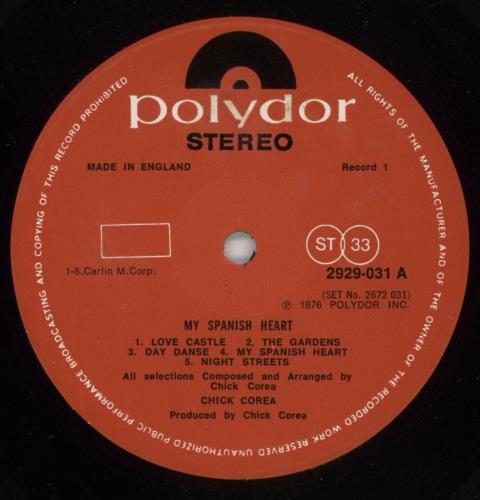 polydor
STEREO
MADE IN ENGLAND
Record 1
ST 33
1-5.Carlin M.Corp.
2929-031 A
(SET No. 2672 031)
℗ 1976 POLYDOR INC.
MY SPANISH HEART
1. LOVE CASTLE 2. THE GARDENS
3. DAY DANSE 4. MY SPANISH HEART
5. NIGHT STREETS
All selections Composed and Arranged by
Chick Corea
CHICK COREA
Produced by Chick Corea
ALL RIGHTS OF THE MANUFACTURER AND OF THE OWNER OF THE RECORDED WORK RESERVED UNAUTHORIZED PUBLIC PERFORMANCE BROADCASTING AND COPYING OF THIS RECORD PROHIBITED